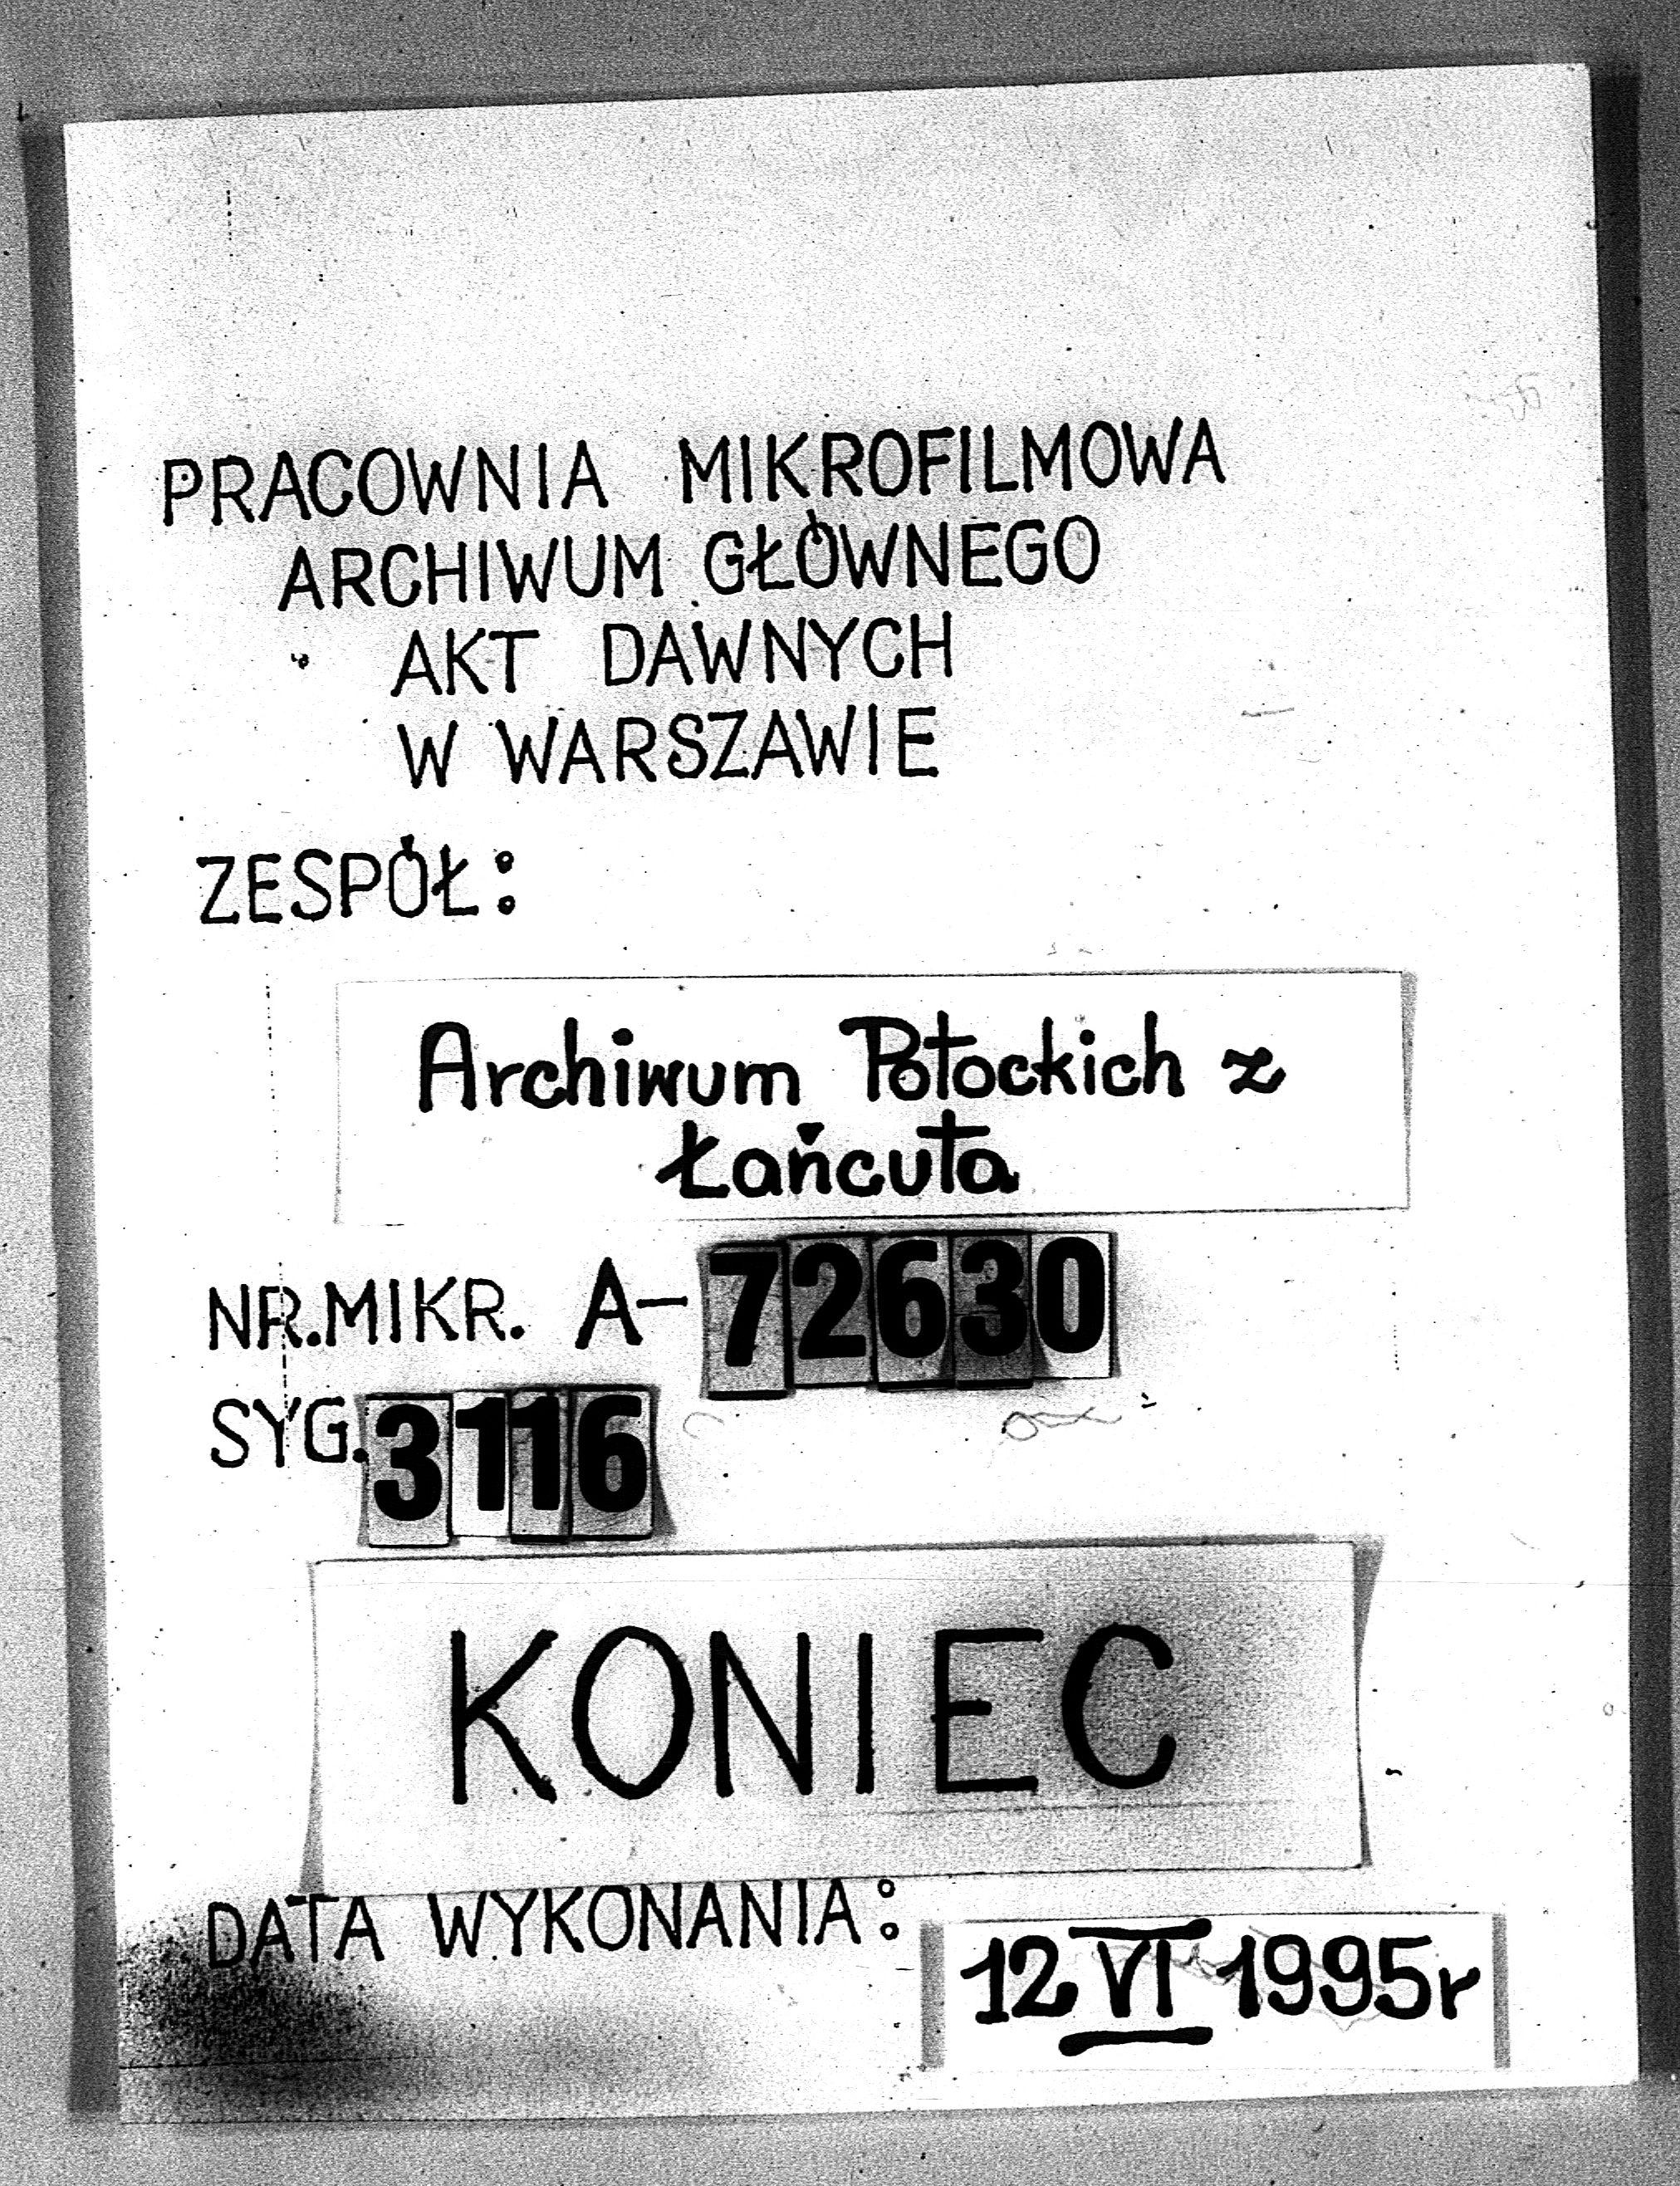 PRACOWNIA MIKROFILMOWA
ARCHIWUM GŁÓWNEGO
AKT DAWNYCH
W WARSZAWIE
ZESPÓŁ:
Archiwum Potockich z
Łańcuta
NR.MIKR. A-72630
SYG.3116
KONIEC
DATA WYKONANIA:
12 VI 1995r